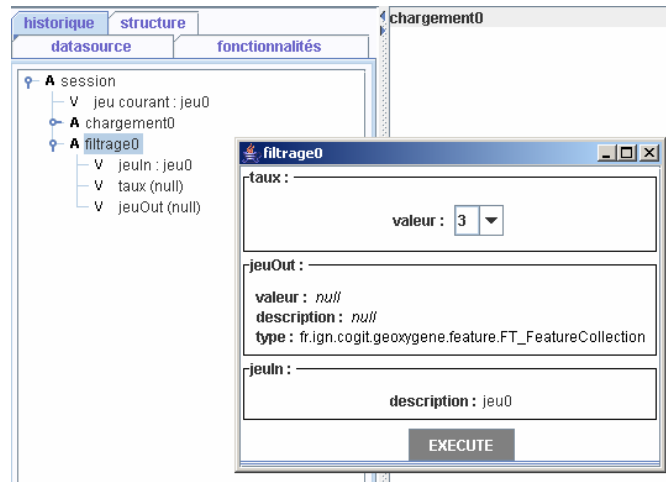 historique structure
datasource fonctionnalités
A session
V jeu courant : jeu0
A chargement0
A filtrage0
V jeuIn : jeu0
V taux (null)
V jeuOut (null)
chargement0
filtrage0
taux :
valeur : 3
jeuOut :
valeur : null
description : null
type : fr.ign.cogit.geoxygene.feature.FT_FeatureCollection
jeuIn :
description : jeu0
EXECUTE